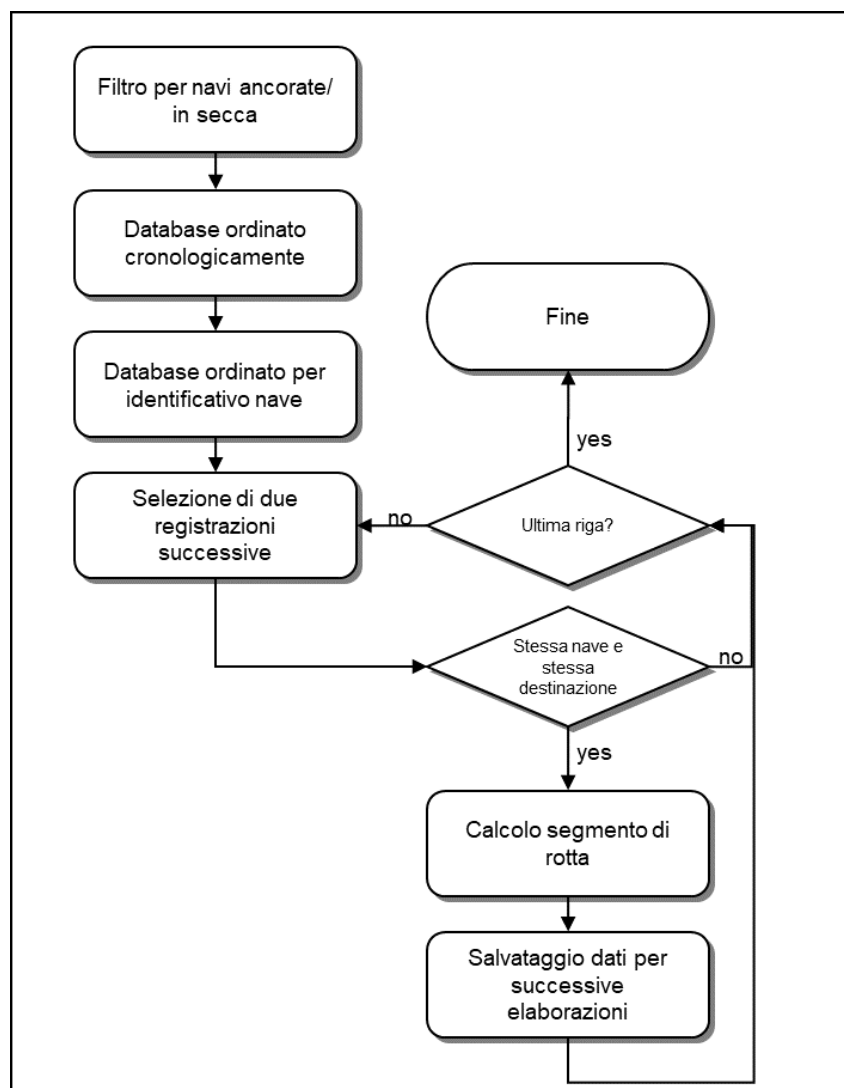 Filtro per navi ancorate/
in secca
Database ordinato
cronologicamente
Database ordinato per
identificativo nave
Selezione di due
registrazioni
successive
Fine
yes
Ultima riga?
no
Stessa nave e
stessa
destinazione
no
yes
Calcolo segmento di
rotta
Salvataggio dati per
successive
elaborazioni